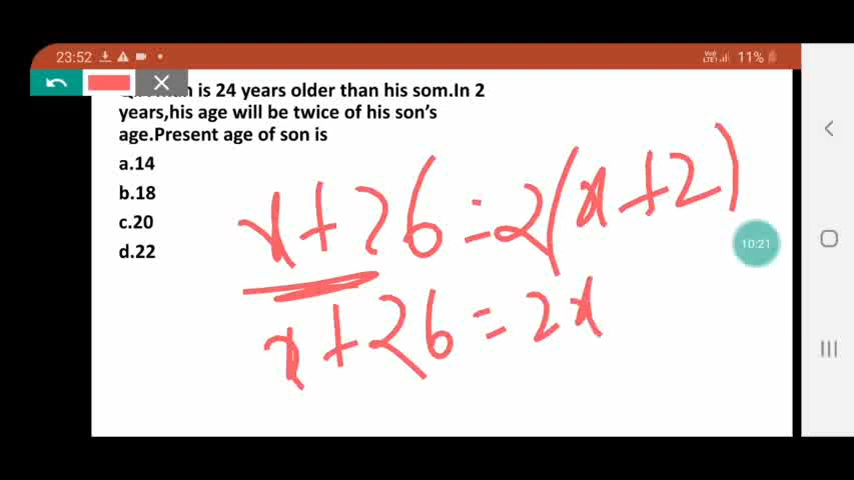 23:52 11%
is 24 years older than his som.In 2
years,his age will be twice of his son's
age.Present age of son is
a.14
b.18
c.20
d.22
x+26=2(x+2)
x+26=2x
10:21